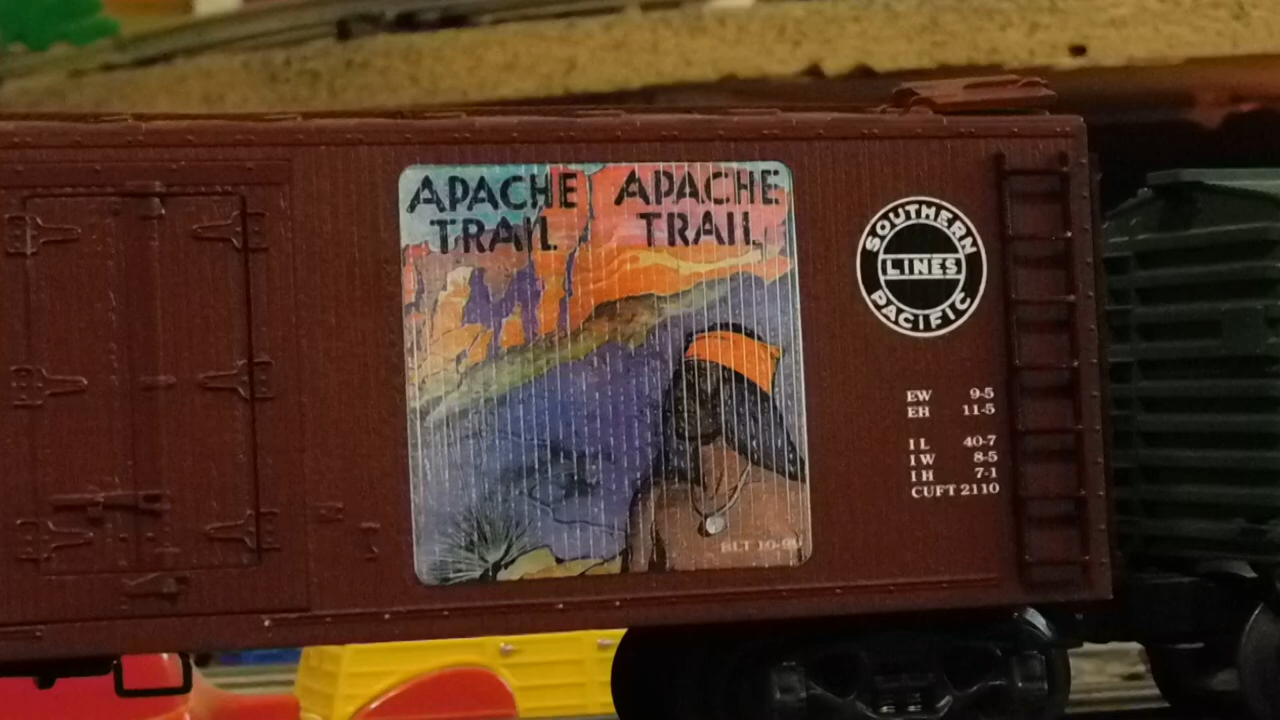 APACHE APACHE
TRAIL TRAIL
SOUTHERN
LINES
PACIFIC
EW 9-5
EH 11-5
IL 40-7
IW 8-5
IH 7-1
CUFT 2110
BLT